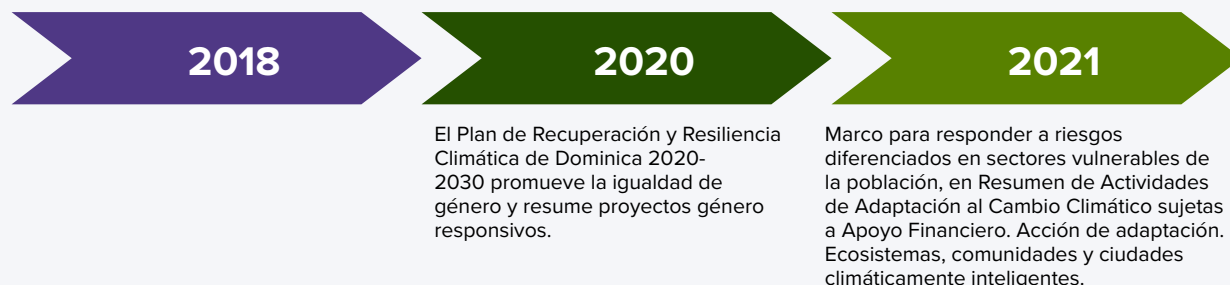 2018
2020
2021
El Plan de Recuperación y Resiliencia
Climática de Dominica 2020-
2030 promueve la igualdad de
género y resume proyectos género
responsivos.
Marco para responder a riesgos
diferenciados en sectores vulnerables de
la población, en Resumen de Actividades
de Adaptación al Cambio Climático sujetas
a Apoyo Financiero. Acción de adaptación.
Ecosistemas, comunidades y ciudades
climáticamente inteligentes.